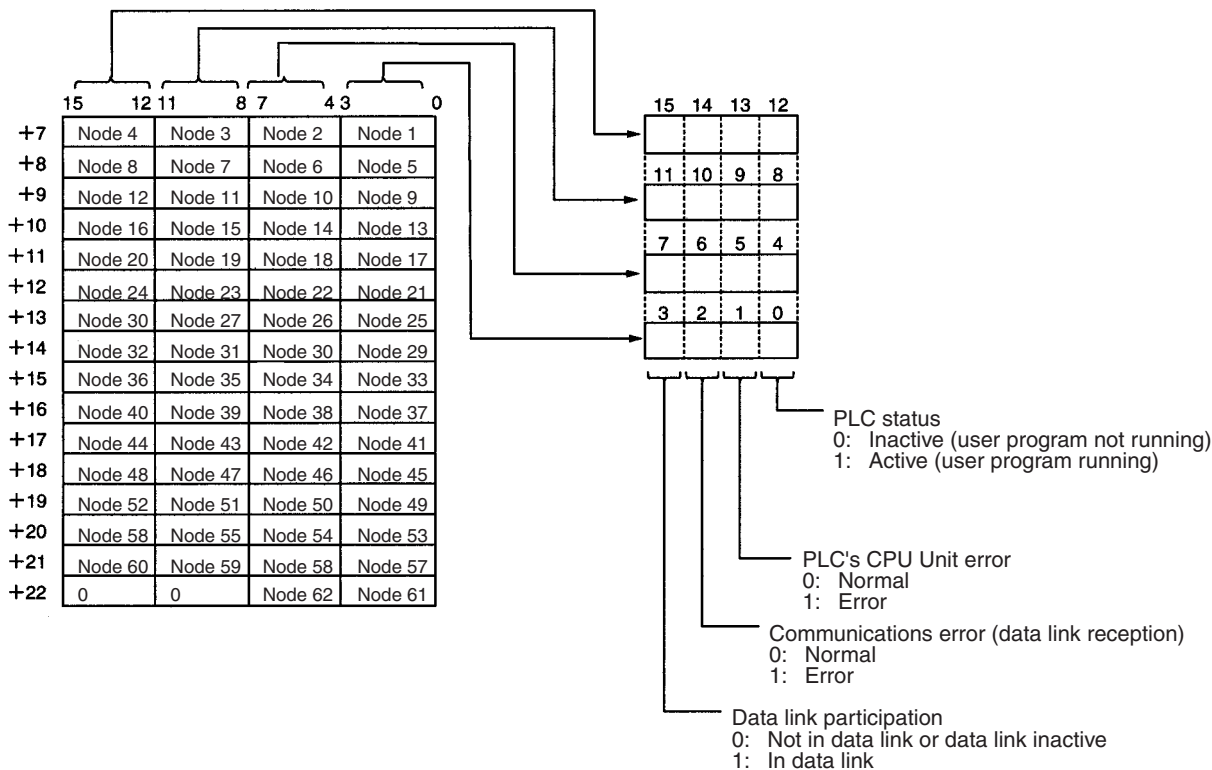 15 12 11 8 7 4 3 0
+7 Node 4 Node 3 Node 2 Node 1
+8 Node 8 Node 7 Node 6 Node 5
+9 Node 12 Node 11 Node 10 Node 9
+10 Node 16 Node 15 Node 14 Node 13
+11 Node 20 Node 19 Node 18 Node 17
+12 Node 24 Node 23 Node 22 Node 21
+13 Node 30 Node 27 Node 26 Node 25
+14 Node 32 Node 31 Node 30 Node 29
+15 Node 36 Node 35 Node 34 Node 33
+16 Node 40 Node 39 Node 38 Node 37
+17 Node 44 Node 43 Node 42 Node 41
+18 Node 48 Node 47 Node 46 Node 45
+19 Node 52 Node 51 Node 50 Node 49
+20 Node 58 Node 55 Node 54 Node 53
+21 Node 60 Node 59 Node 58 Node 57
+22 0 0 Node 62 Node 61
15 14 13 12
11 10 9 8
7 6 5 4
3 2 1 0
PLC status
0: Inactive (user program not running)
1: Active (user program running)
PLC's CPU Unit error
0: Normal
1: Error
Communications error (data link reception)
0: Normal
1: Error
Data link participation
0: Not in data link or data link inactive
1: In data link